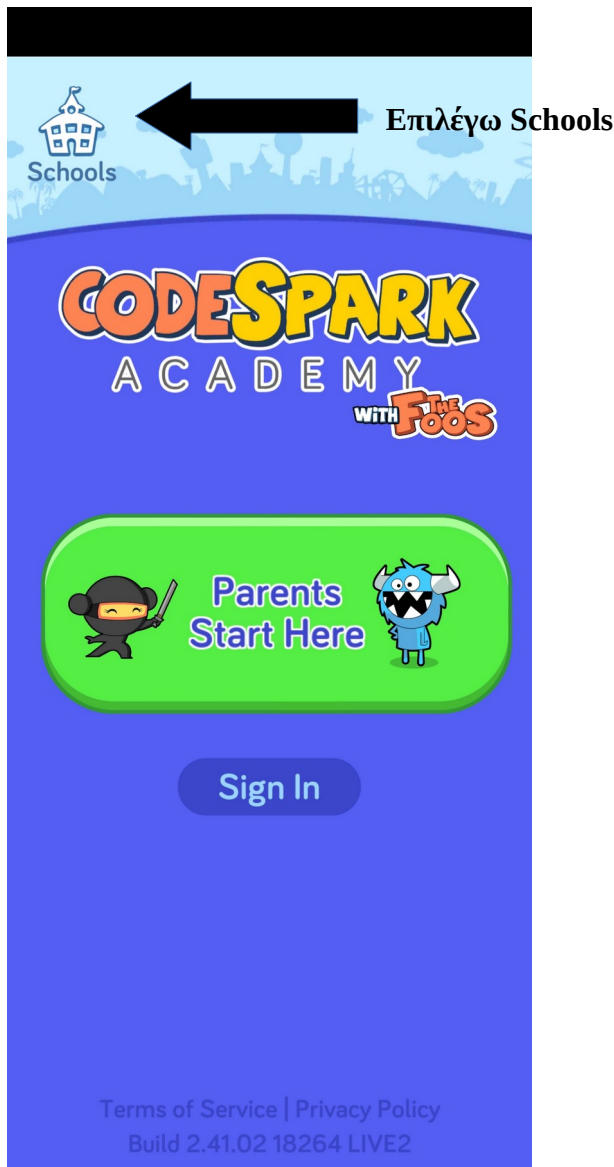 Επιλέγω Schools
Schools
CODESPARK
ACADEMY
WITH THE FOOS
Parents
Start Here
Sign In
Terms of Service | Privacy Policy
Build 2.41.02 18264 LIVE2